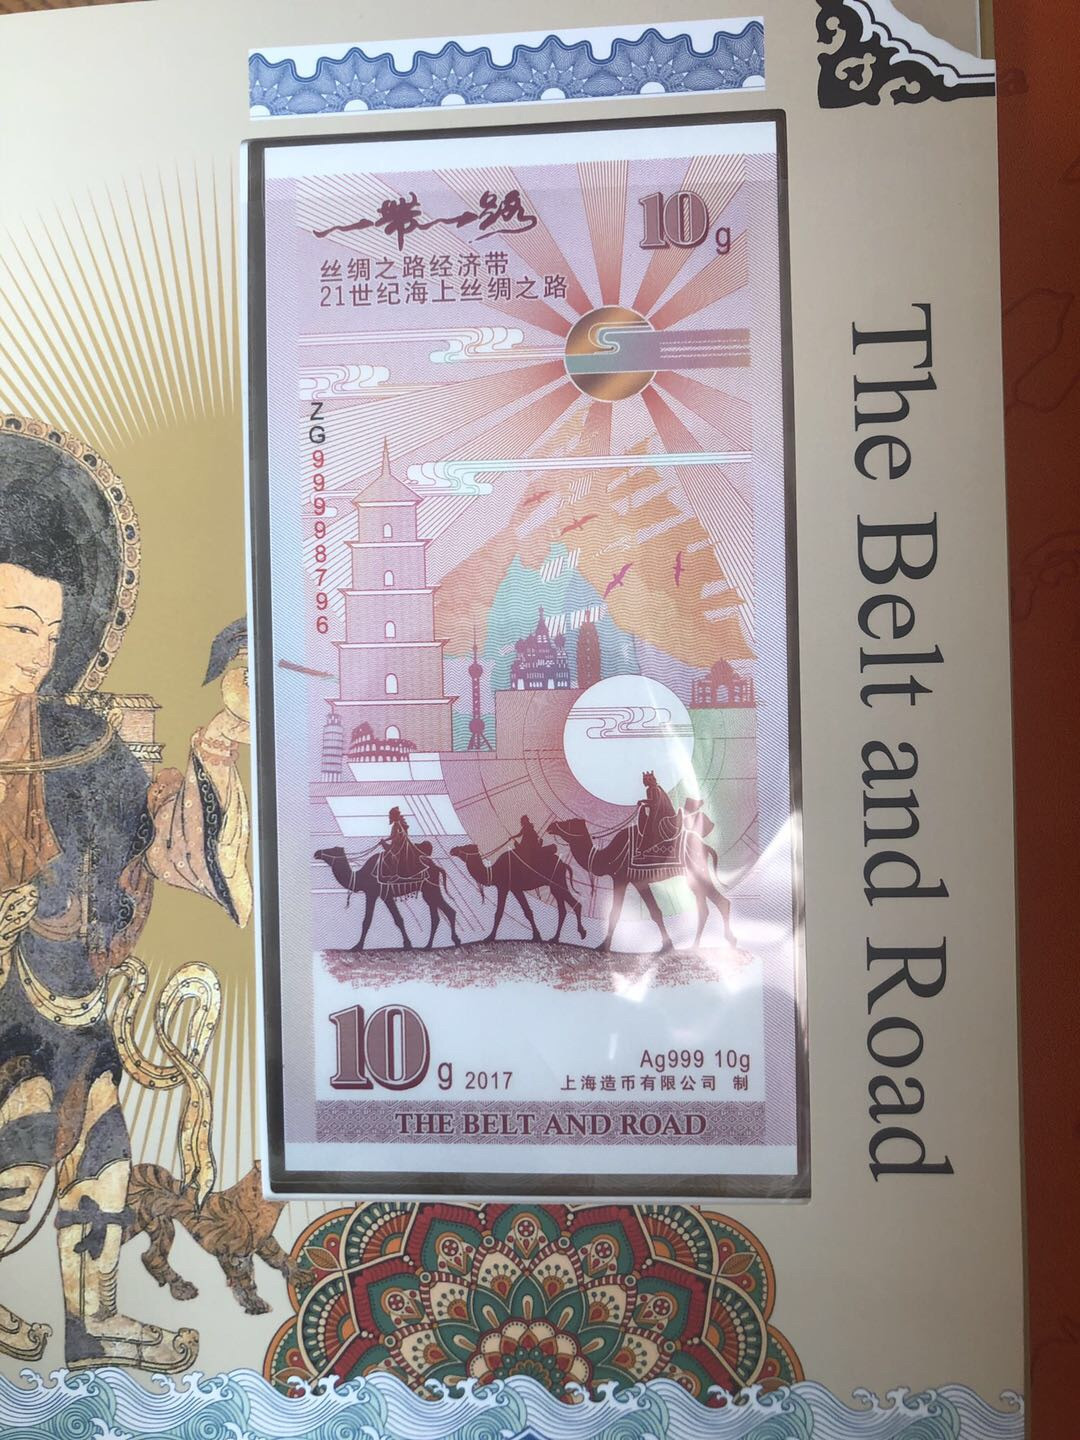 一带一路
10g
丝绸之路经济带
21世纪海上丝绸之路
ZG99998796
10g 2017
Ag999 10g
上海造币有限公司 制
THE BELT AND ROAD
The Belt and Road